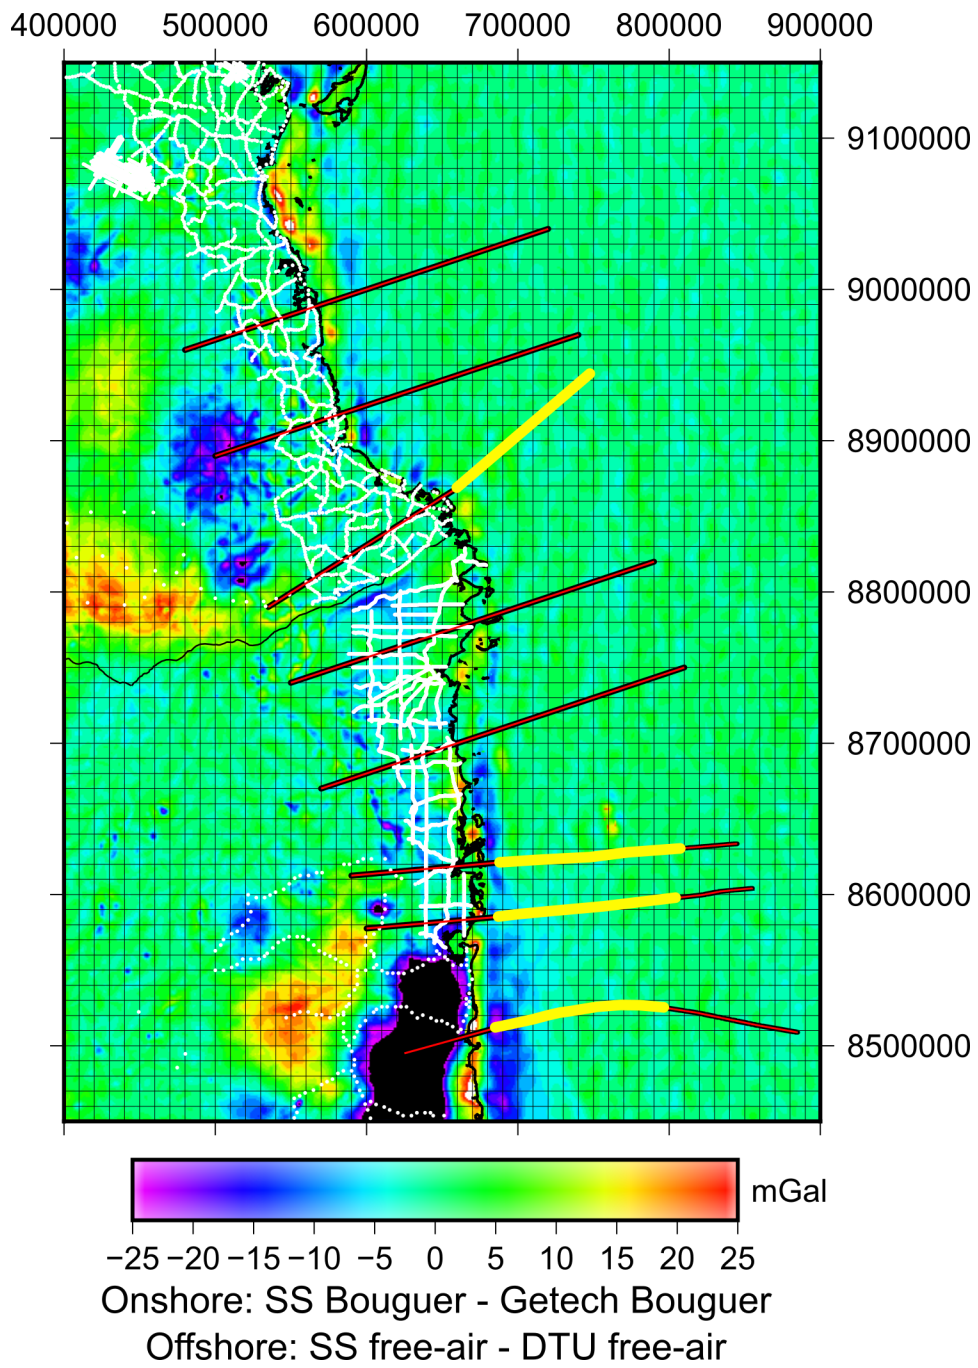 400000 500000 600000 700000 800000 900000
9100000
9000000
8900000
8800000
8700000
8600000
8500000
mGal
−25 −20 −15 −10 −5 0 5 10 15 20 25
Onshore: SS Bouguer - Getech Bouguer
Offshore: SS free-air - DTU free-air